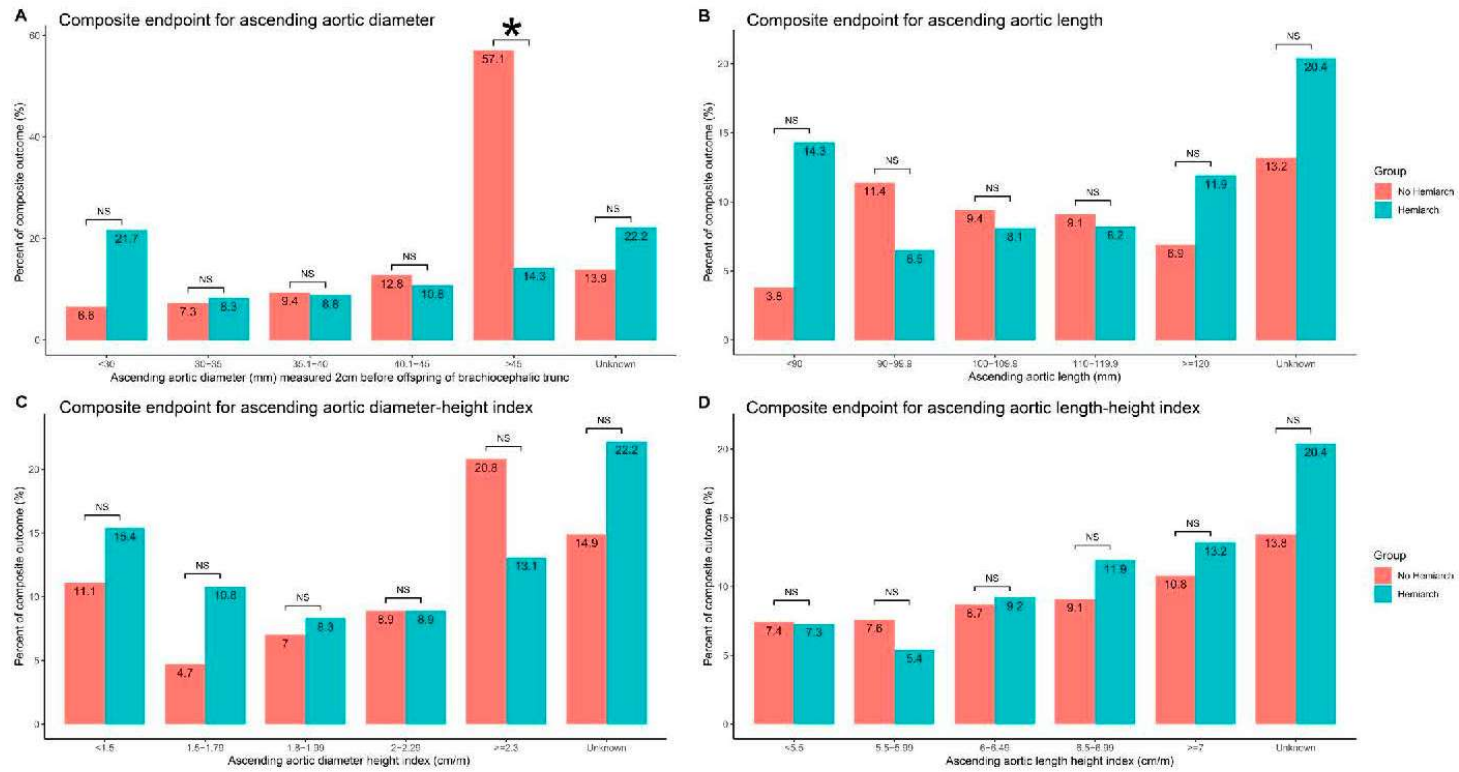 A
Composite endpoint for ascending aortic diameter
Percent of composite outcome (%)
60
40
20
0
NS
NS
NS
NS
*
NS
21.7
7.3
8.3
9.4
8.8
12.8
10.8
57.1
14.3
13.9
22.2
<30
30−35
35.1−40
40.1−45
>45
Unknown
Ascending aortic diameter (mm) measured 2cm before offspring of brachiocephalic trunc
B
Composite endpoint for ascending aortic length
Percent of composite outcome (%)
20
15
10
5
0
NS
NS
NS
NS
NS
NS
3.8
14.3
11.4
6.5
9.4
8.1
9.1
8.2
6.9
11.9
13.2
20.4
<90
90−99.9
100−109.9
110−119.9
>=120
Unknown
Ascending aortic length (mm)
Group
No Hemiarch
Hemiarch
C
Composite endpoint for ascending aortic diameter-height index
Percent of composite outcome (%)
20
15
10
5
0
NS
NS
NS
NS
NS
NS
11.1
15.4
4.7
10.8
7
8.3
8.9
8.9
20.8
13.1
14.9
22.2
<1.5
1.5−1.79
1.8−1.99
2−2.29
>=2.3
Unknown
Ascending aortic diameter height index (cm/m)
D
Composite endpoint for ascending aortic length-height index
Percent of composite outcome (%)
20
15
10
5
0
NS
NS
NS
NS
NS
NS
7.4
7.3
7.6
5.4
8.7
9.2
9.1
11.9
10.8
13.2
13.8
20.4
<5.5
5.5−5.99
6−6.49
6.5−6.99
>=7
Unknown
Ascending aortic length height index (cm/m)
Group
No Hemiarch
Hemiarch